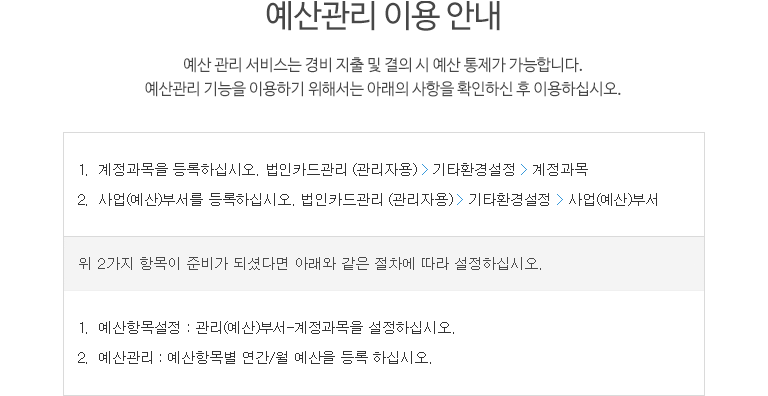 예산관리 이용 안내
예산 관리 서비스는 경비 지출 및 결의 시 예산 통제가 가능합니다.
예산관리 기능을 이용하기 위해서는 아래의 사항을 확인하신 후 이용하십시오.
1. 계정과목을 등록하십시오. 법인카드관리 (관리자용) > 기타환경설정 > 계정과목
2. 사업(예산)부서를 등록하십시오. 법인카드관리 (관리자용) > 기타환경설정 > 사업(예산)부서
위 2가지 항목이 준비가 되셨다면 아래와 같은 절차에 따라 설정하십시오.
1. 예산항목설정 : 관리(예산)부서-계정과목을 설정하십시오.
2. 예산관리 : 예산항목별 연간/월 예산을 등록 하십시오.